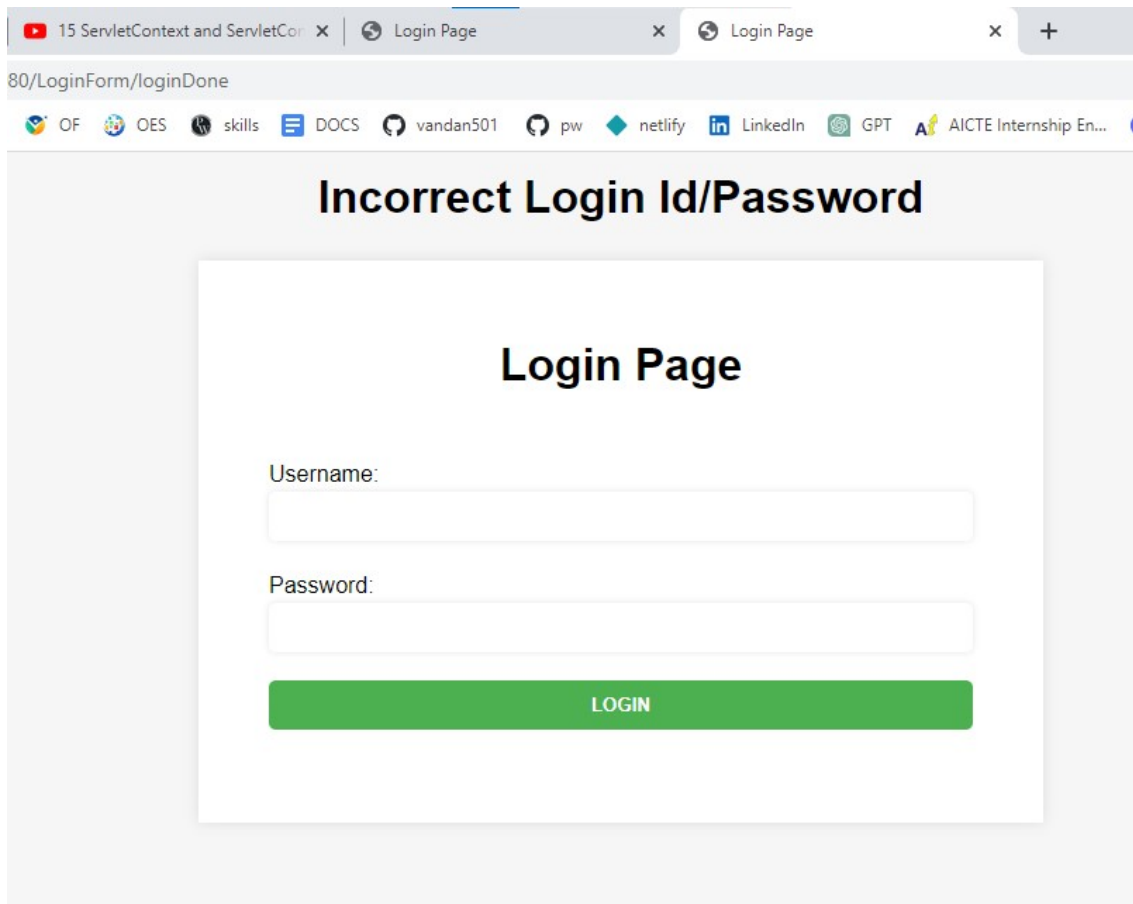 15 ServletContext and ServletCor Login Page Login Page
80/LoginForm/loginDone
OF OES skills DOCS vandan501 pw netlify in LinkedIn GPT AICTE Internship En...
Incorrect Login Id/Password
Login Page
Username:
Password:
LOGIN